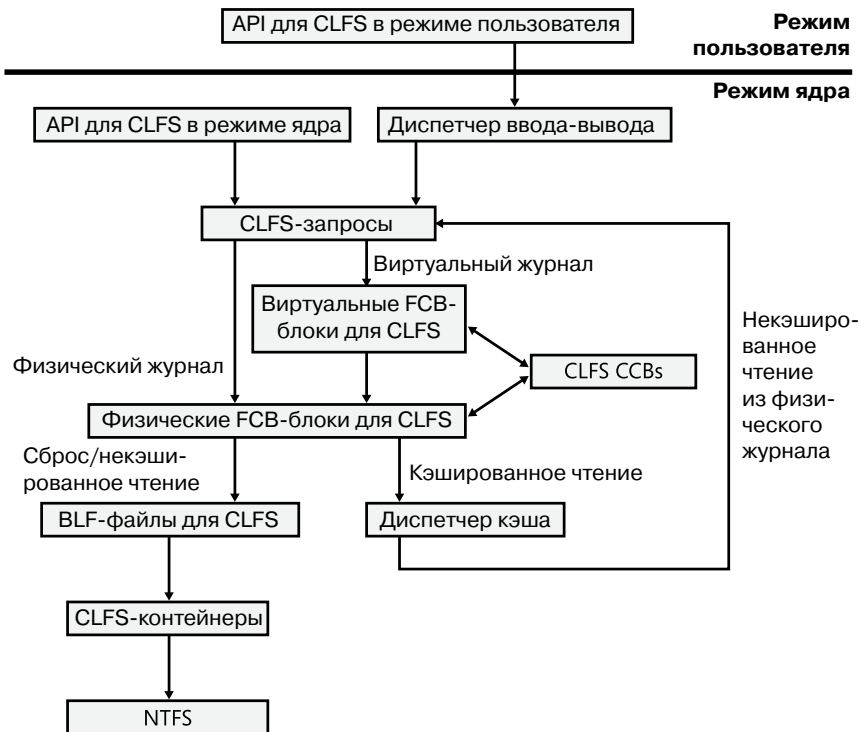 API для CLFS в режиме пользователя
Режим
пользователя
Режим ядра
API для CLFS в режиме ядра
Диспетчер ввода-вывода
CLFS-запросы
Виртуальный журнал
Виртуальные FCB-
блоки для CLFS
Некэширо-
ванное
чтение
из физи-
ческого
журнала
Физический журнал
CLFS CCBs
Физические FCB-блоки для CLFS
Сброс/некэши-
рованное чтение
Кэшированное чтение
BLF-файлы для CLFS
Диспетчер кэша
CLFS-контейнеры
NTFS